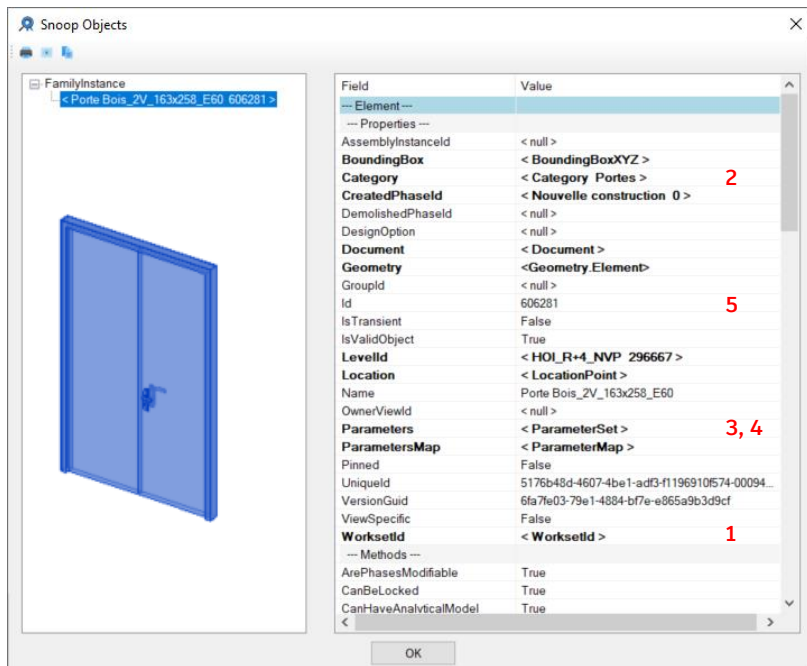 Snoop Objects
FamilyInstance
< Porte Bois_2V_163x258_E60 606281 >
Field Value
--- Element ---
--- Properties ---
AssemblyInstanceId < null >
BoundingBox < BoundingBoxXYZ >
Category < Category Portes > 2
CreatedPhaseId < Nouvelle construction 0 >
DemolishedPhaseId < null >
DesignOption < null >
Document < Document >
Geometry <Geometry.Element>
GroupId < null >
Id 606281 5
IsTransient False
IsValidObject True
LevelId < HOI_R+4_NVP 296667 >
Location < LocationPoint >
Name Porte Bois_2V_163x258_E60
OwnerViewId < null >
Parameters < ParameterSet > 3, 4
ParametersMap < ParameterMap >
Pinned False
UniqueId 5176b48d-4607-4be1-adf3-f1196910f574-00094...
VersionGuid 6fa7fe03-79e1-4884-bf7e-e865a9b3d9cf
ViewSpecific False
WorksetId < WorksetId > 1
--- Methods ---
ArePhasesModifiable True
CanBeLocked True
CanHaveAnalyticalModel True
OK